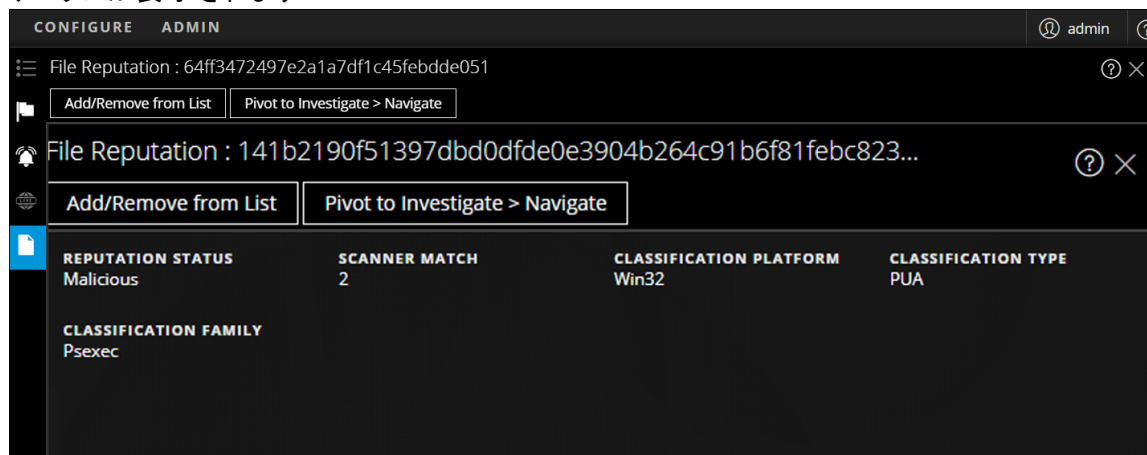 CONFIGURE ADMIN admin
File Reputation : 64ff3472497e2a1a7df1c45febdde051
Add/Remove from List Pivot to Investigate > Navigate
File Reputation : 141b2190f51397dbd0dfde0e3904b264c91b6f81febc823...
Add/Remove from List Pivot to Investigate > Navigate
REPUTATION STATUS SCANNER MATCH CLASSIFICATION PLATFORM CLASSIFICATION TYPE
Malicious 2 Win32 PUA
CLASSIFICATION FAMILY
Psexec